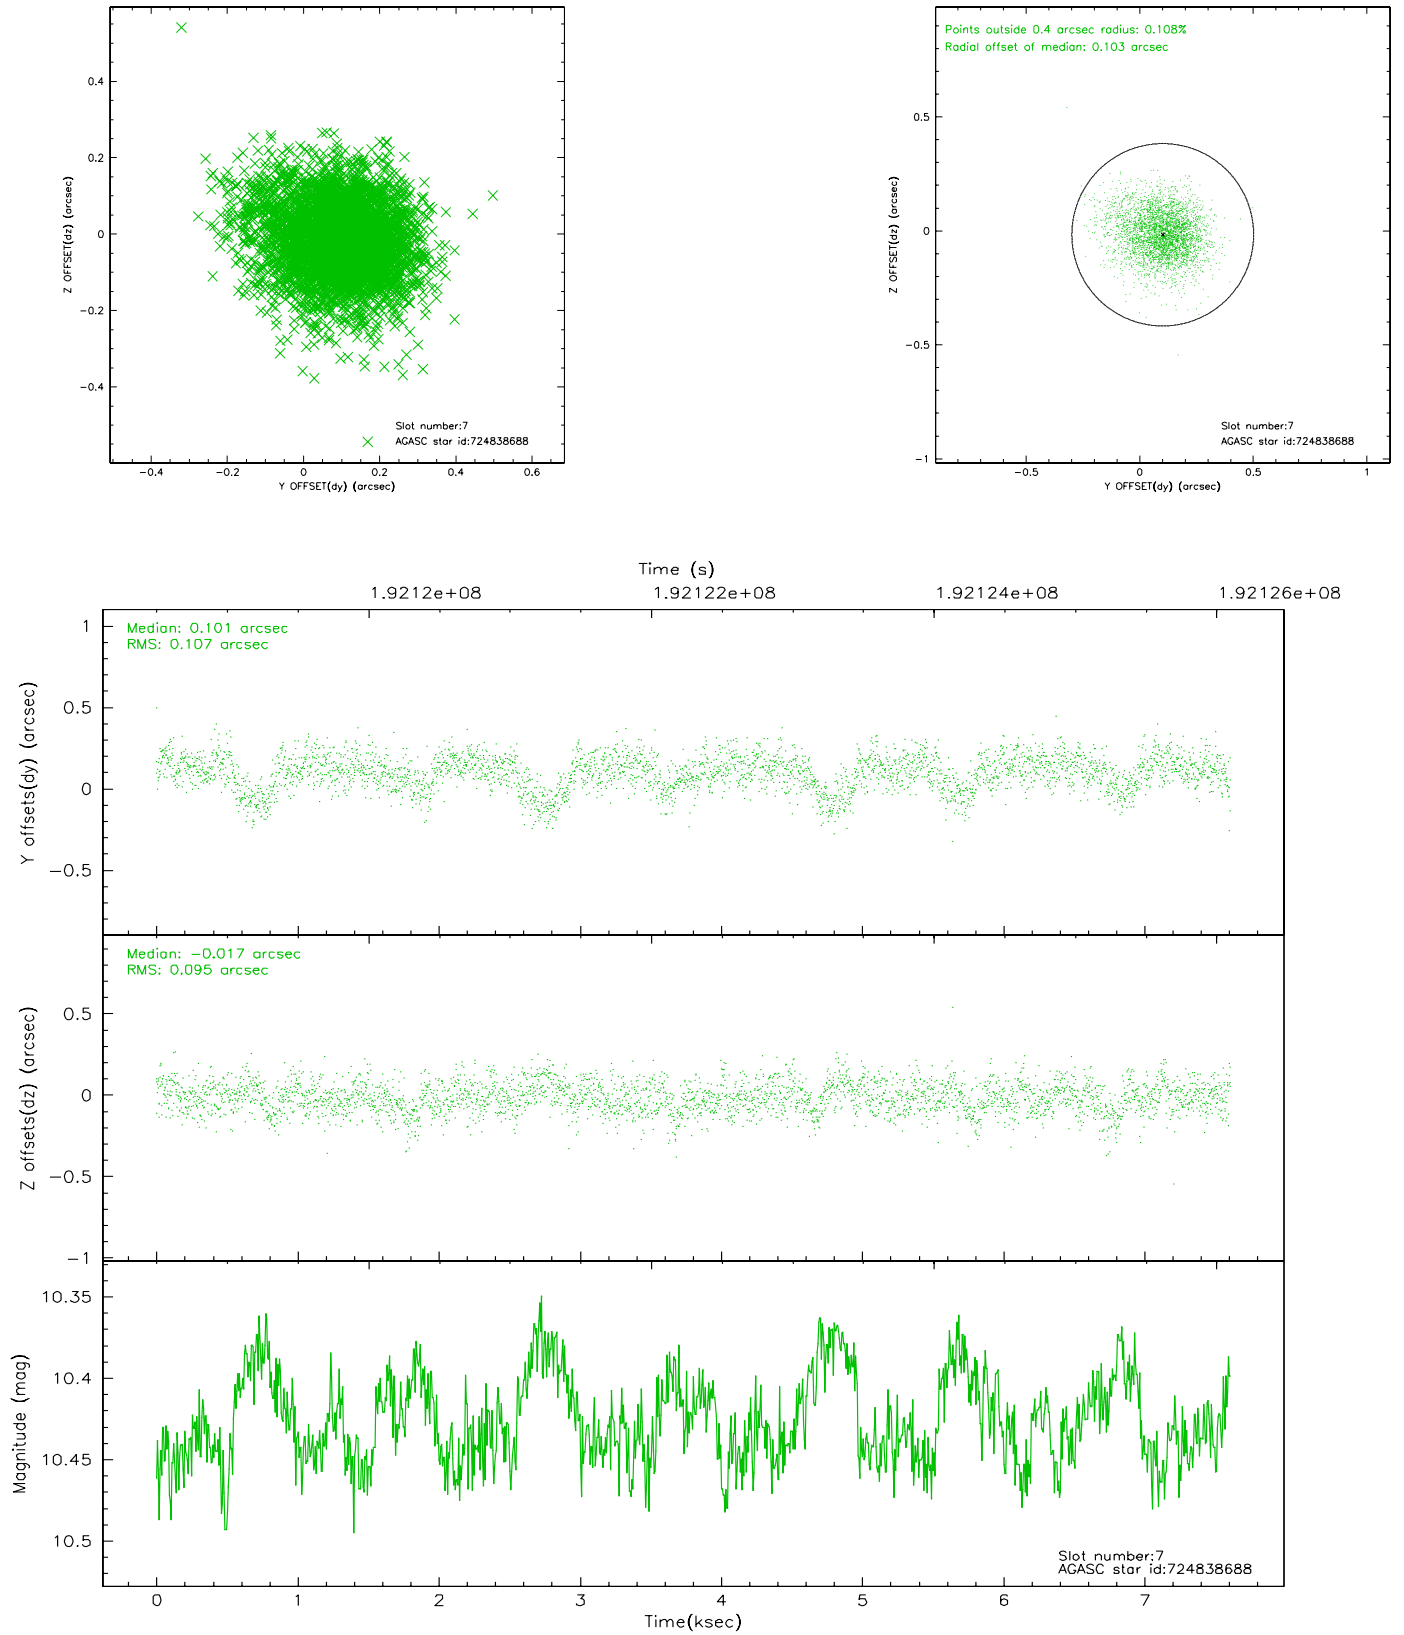 0.4
0.2
0
−0.2
−0.4
Z OFFSET(dz) (arcsec)
Slot number:7
AGASC star id:724838688
−0.4 −0.2 0 0.2 0.4 0.6
Y OFFSET(dy) (arcsec)
Points outside 0.4 arcsec radius: 0.108%
Radial offset of median: 0.103 arcsec
0.5
0
−0.5
−1
Z OFFSET(dz) (arcsec)
Slot number:7
AGASC star id:724838688
−0.5 0 0.5 1
Y OFFSET(dy) (arcsec)
Time (s)
1.9212e+08 1.92122e+08 1.92124e+08 1.92126e+08
Median: 0.101 arcsec
RMS: 0.107 arcsec
1
0.5
0
−0.5
Y offsets(dy) (arcsec)
Median: −0.017 arcsec
RMS: 0.095 arcsec
0.5
0
−0.5
−1
Z offsets(dz) (arcsec)
10.35
10.4
10.45
10.5
Magnitude (mag)
Slot number:7
AGASC star id:724838688
0 1 2 3 4 5 6 7
Time(ksec)